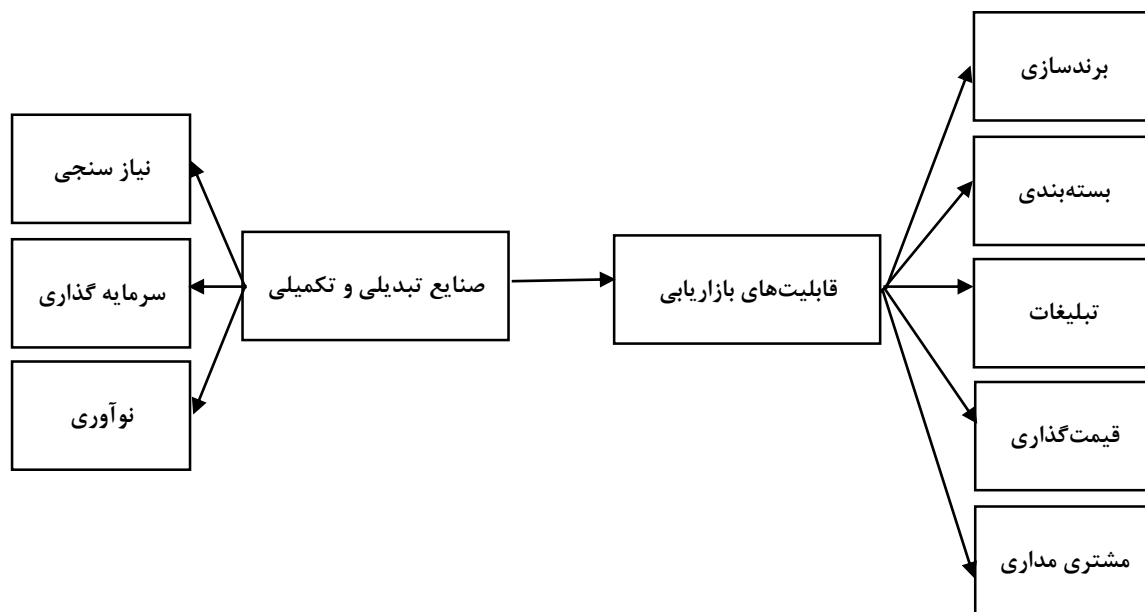 برندسازی
بسته‌بندی
تبلیغات
قیمت‌گذاری
مشتری مداری
قابلیت‌های بازاریابی
صنایع تبدیلی و تکمیلی
نیاز سنجی
سرمایه گذاری
نوآوری